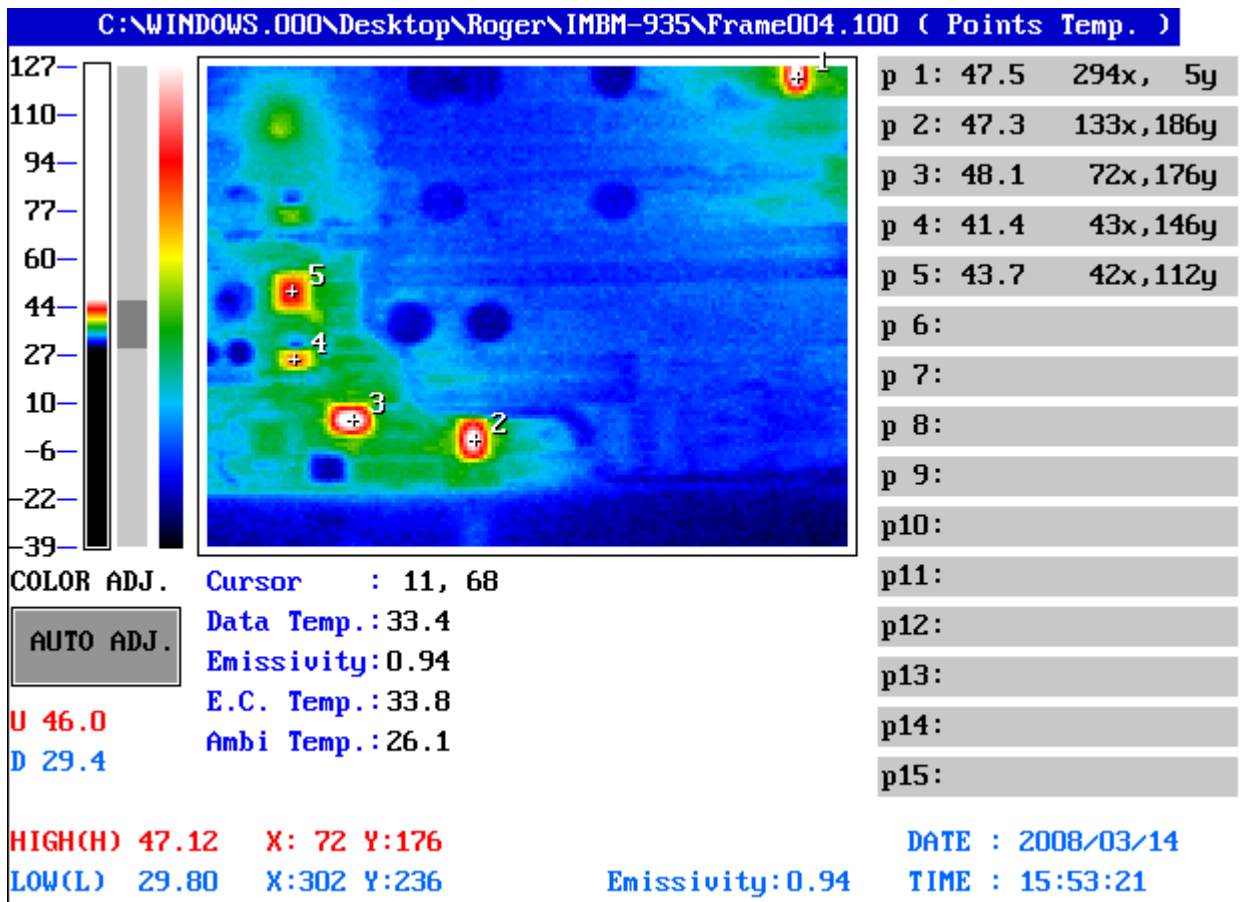 C:\WINDOWS.000\Desktop\Roger\IMBM-935\Frame004.100 ( Points Temp. )
127
110
94
77
60
44
27
10
-6
-22
-39
1
5
4
3
2
p 1: 47.5 294x, 5y
p 2: 47.3 133x,186y
p 3: 48.1 72x,176y
p 4: 41.4 43x,146y
p 5: 43.7 42x,112y
p 6:
p 7:
p 8:
p 9:
p10:
p11:
p12:
p13:
p14:
p15:
COLOR ADJ.
AUTO ADJ.
U 46.0
D 29.4
Cursor : 11, 68
Data Temp.:33.4
Emissivity:0.94
E.C. Temp.:33.8
Ambi Temp.:26.1
HIGH(H) 47.12 X: 72 Y:176
LOW(L) 29.80 X:302 Y:236
Emissivity:0.94
DATE : 2008/03/14
TIME : 15:53:21